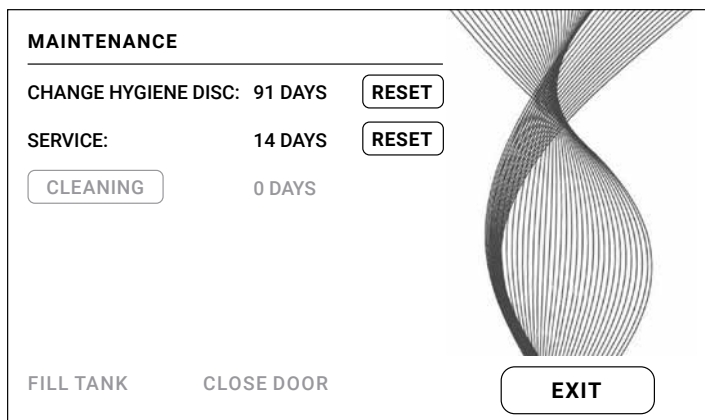 MAINTENANCE
CHANGE HYGIENE DISC: 91 DAYS RESET
SERVICE: 14 DAYS RESET
CLEANING 0 DAYS
FILL TANK CLOSE DOOR EXIT